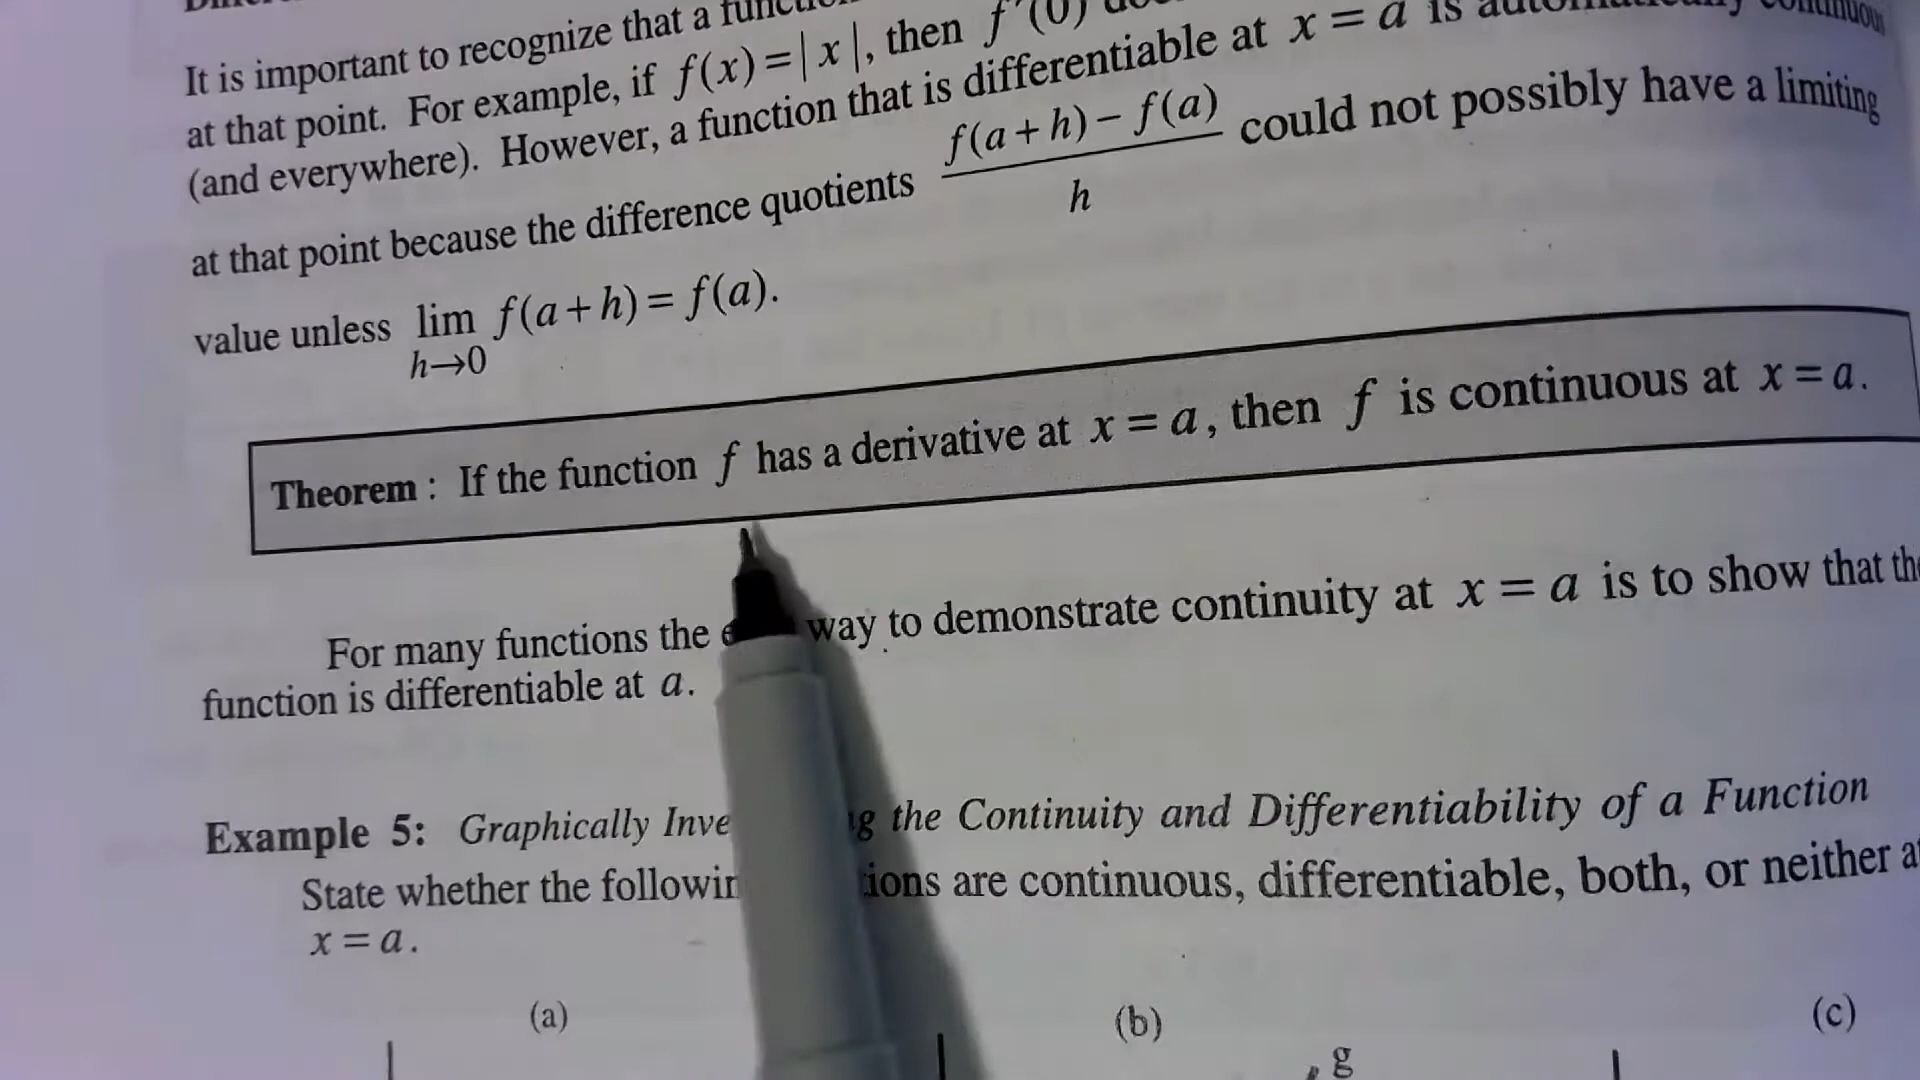 It is important to recognize that a
at that point. For example, if f(x) = | x |, then f′(0)
(and everywhere). However, a function that is differentiable at x = a is
f(a + h) − f(a)
at that point because the difference quotients could not possibly have a limiting
h
value unless lim f(a + h) = f(a).
h→0
Theorem : If the function f has a derivative at x = a, then f is continuous at x = a.
For many functions the way to demonstrate continuity at x = a is to show that
function is differentiable at a.
Example 5: Graphically the Continuity and Differentiability of a Function
State whether the are continuous, differentiable, both, or neither
x = a.
(a) (b) (c)
g